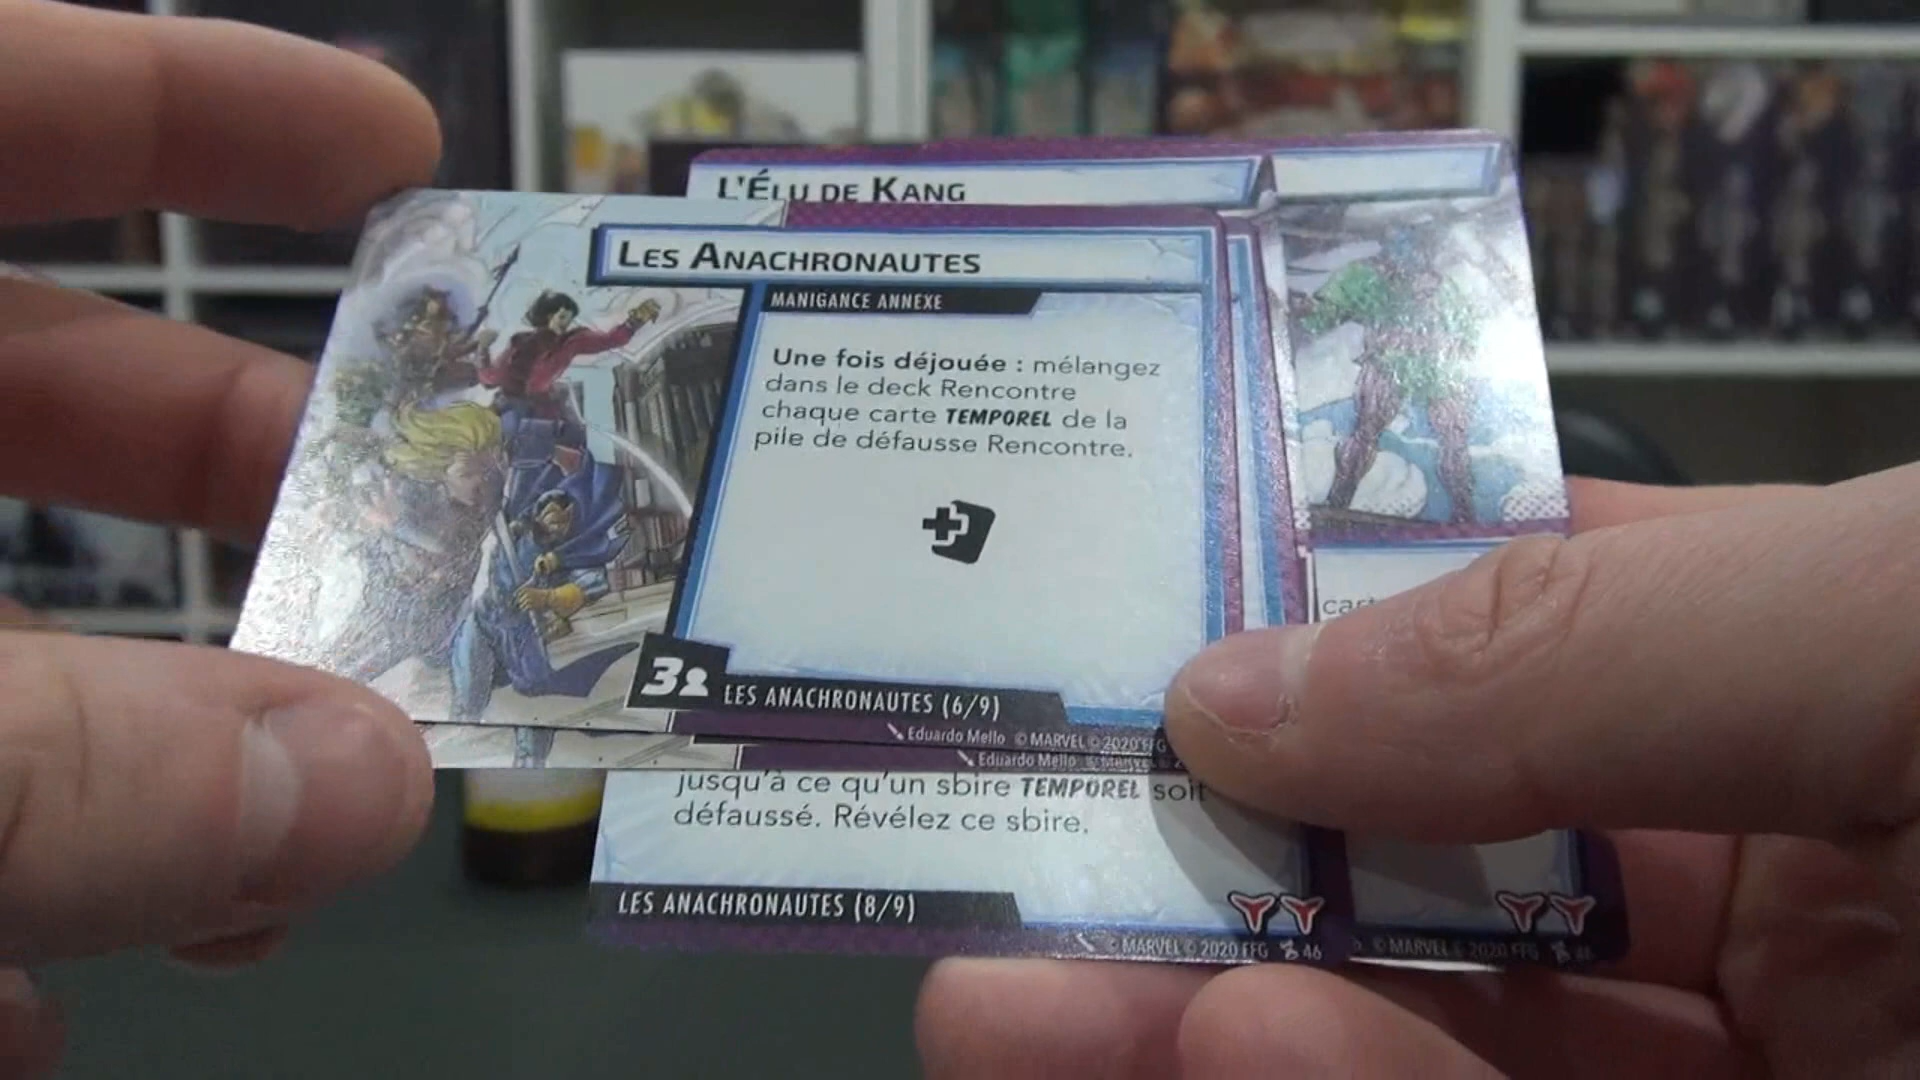 L'ÉLU DE KANG
LES ANACHRONAUTES
MANIGANCE ANNEXE
Une fois déjouée : mélangez
dans le deck Rencontre
chaque carte TEMPOREL de la
pile de défausse Rencontre.
3
LES ANACHRONAUTES (6/9)
Eduardo Mello © MARVEL © 2020 FFG
Eduardo Mello © MARVEL ©
jusqu'à ce qu'un sbire TEMPOREL soit
défaussé. Révélez ce sbire.
LES ANACHRONAUTES (8/9)
© MARVEL © 2020 FFG 46
© MARVEL © 2020 FFG